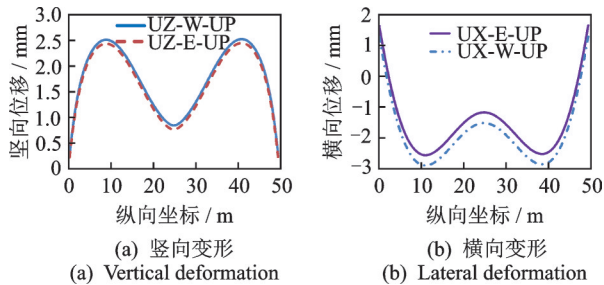 竖向位移 / mm
3.0
2.5
2.0
1.5
1.0
0.5
0
UZ-W-UP
UZ-E-UP
0 10 20 30 40 50
纵向坐标 / m
(a) 竖向变形
(a) Vertical deformation
横向位移 / mm
2
1
0
−1
−2
−3
UX-E-UP
UX-W-UP
0 10 20 30 40 50
纵向坐标 / m
(b) 横向变形
(b) Lateral deformation